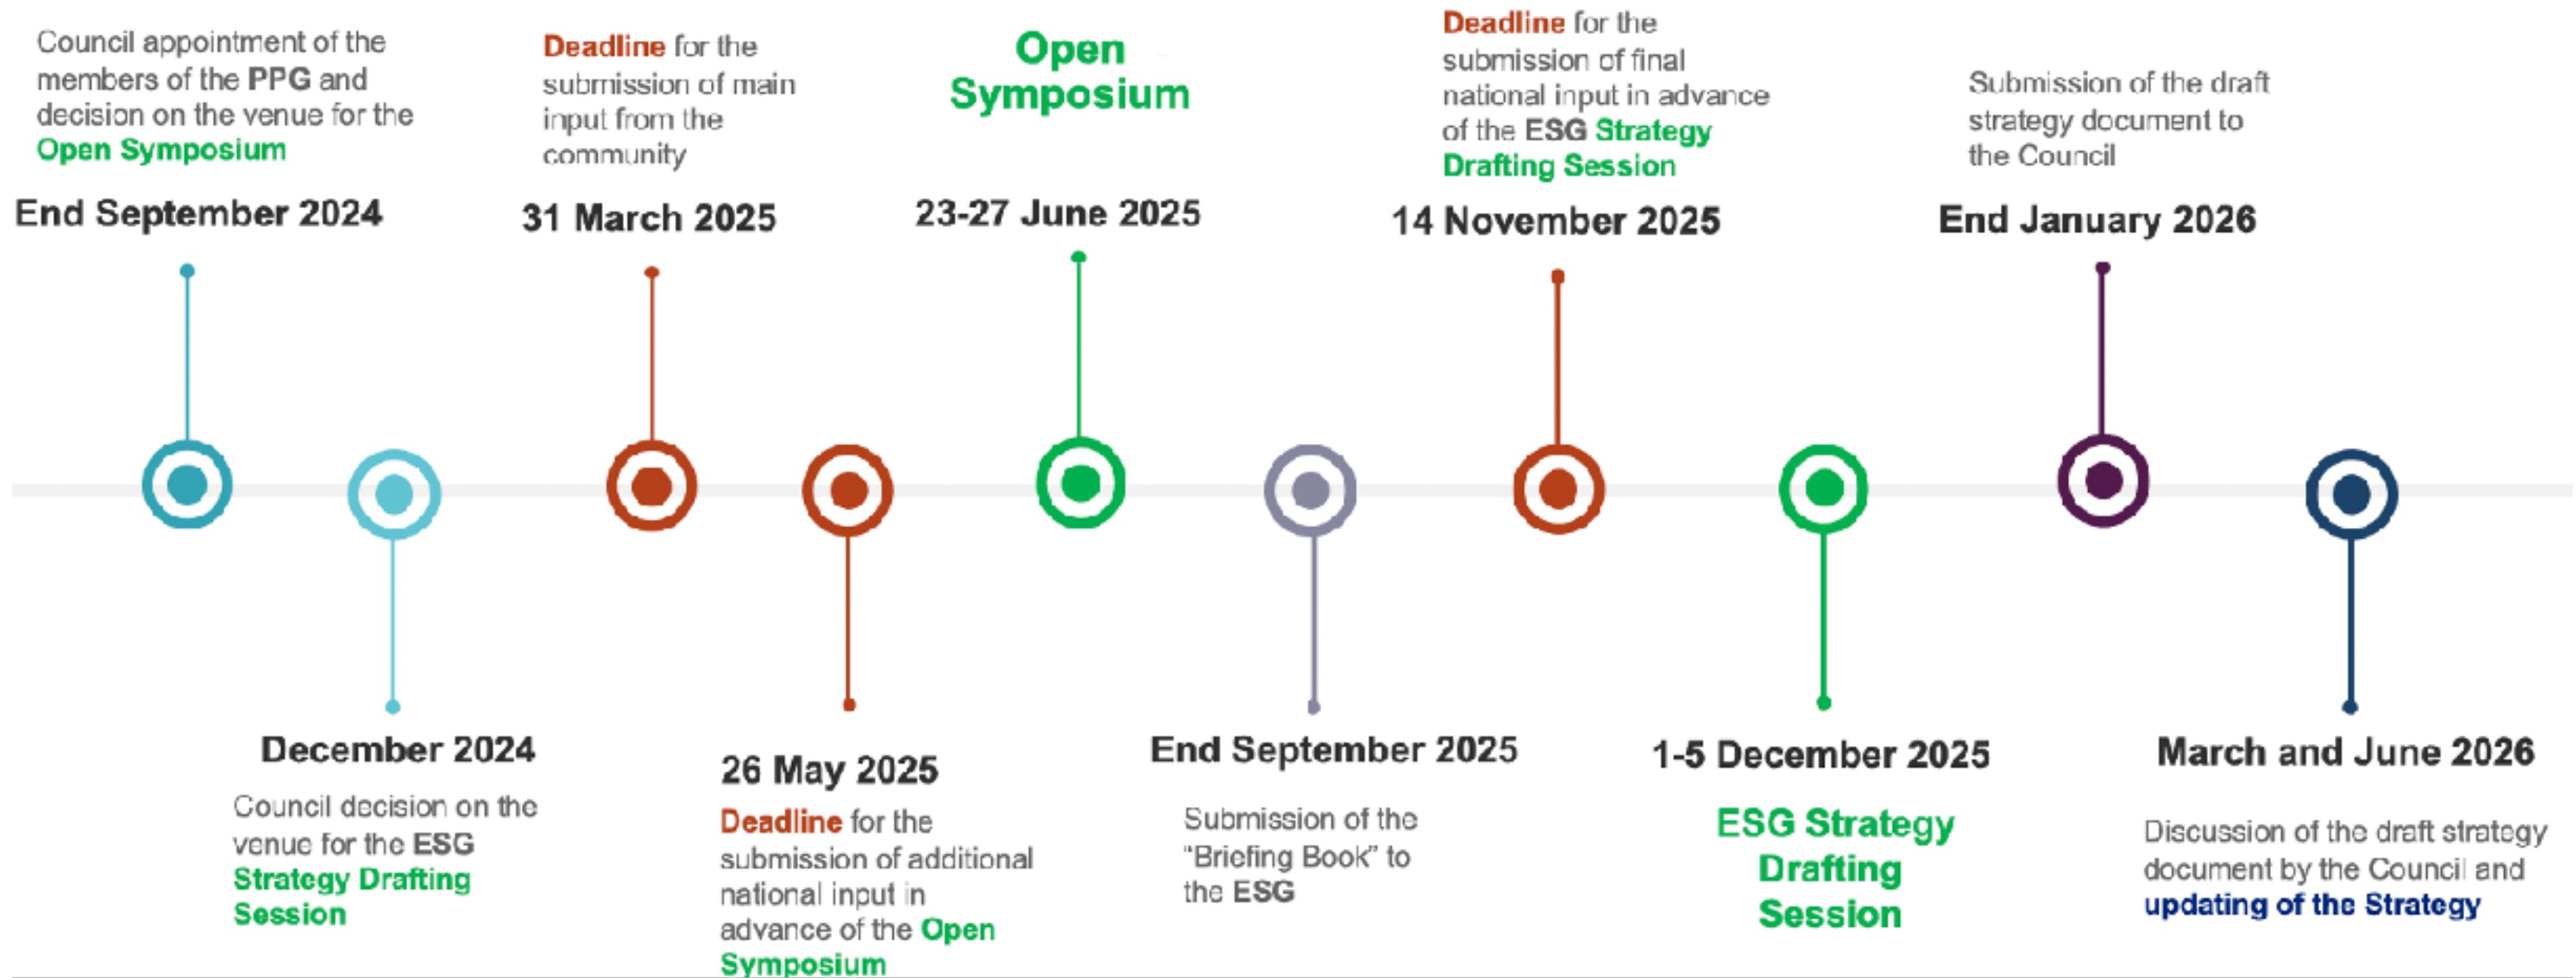 Council appointment of the
members of the PPG and
decision on the venue for the
Open Symposium
End September 2024
December 2024
Council decision on the
venue for the ESG
Strategy Drafting
Session
Deadline for the
submission of main
input from the
community
31 March 2025
26 May 2025
Deadline for the
submission of additional
national input in
advance of the Open
Symposium
Open
Symposium
23-27 June 2025
End September 2025
Submission of the
“Briefing Book” to
the ESG
Deadline for the
submission of final
national input in advance
of the ESG Strategy
Drafting Session
14 November 2025
1-5 December 2025
ESG Strategy
Drafting
Session
Submission of the draft
strategy document to
the Council
End January 2026
March and June 2026
Discussion of the draft strategy
document by the Council and
updating of the Strategy